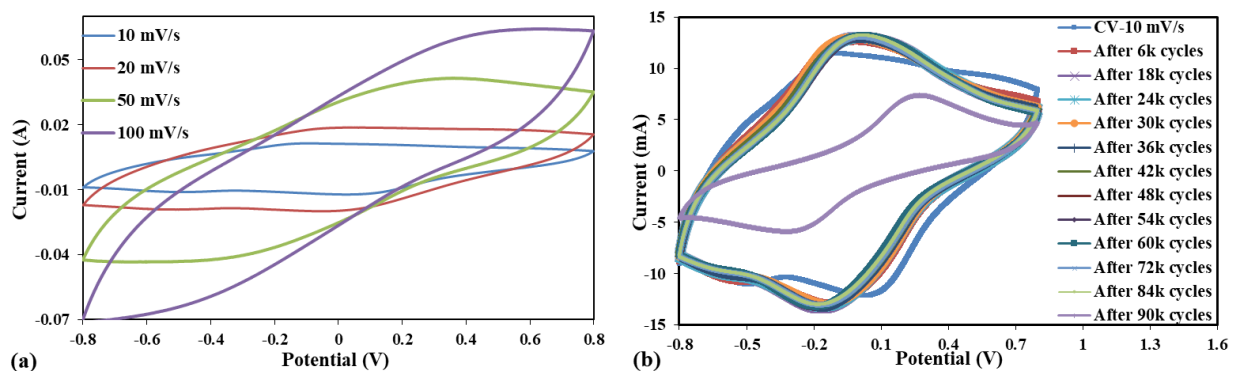 10 mV/s
20 mV/s
50 mV/s
100 mV/s
0.05
0.02
-0.01
-0.04
-0.07
Current (A)
-0.8 -0.6 -0.4 -0.2 0 0.2 0.4 0.6 0.8
Potential (V)
(a)
15
10
5
0
-5
-10
-15
Current (mA)
-0.8 -0.5 -0.2 0.1 0.4 0.7 1 1.3 1.6
Potential (V)
(b)
CV-10 mV/s
After 6k cycles
After 18k cycles
After 24k cycles
After 30k cycles
After 36k cycles
After 42k cycles
After 48k cycles
After 54k cycles
After 60k cycles
After 72k cycles
After 84k cycles
After 90k cycles